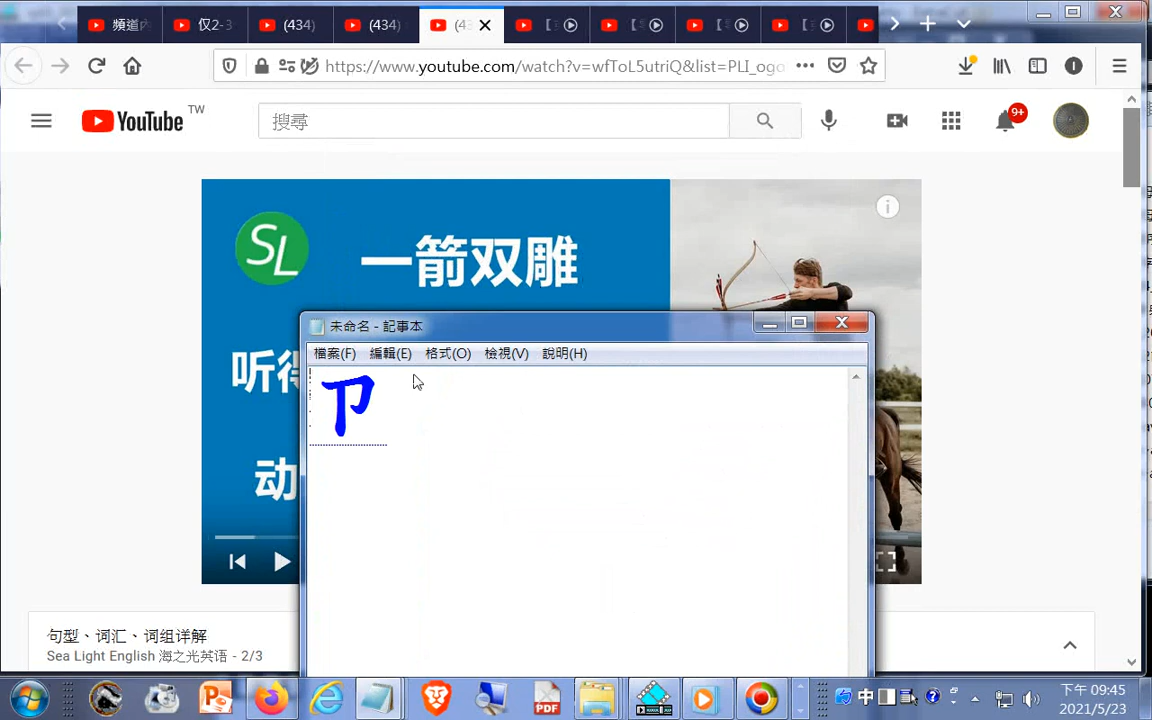 頻道內
仅2-3
(434)
(434)
(4
https://www.youtube.com/watch?v=wfToL5utriQ&list=PLI_ogo
YouTube TW
搜尋
9+
SL
一箭双雕
听得
动
未命名 - 記事本
檔案(F) 編輯(E) 格式(O) 檢視(V) 說明(H)
ㄗ
句型、词汇、词组详解
Sea Light English 海之光英语 - 2/3
PDF
中
下午 09:45
2021/5/23